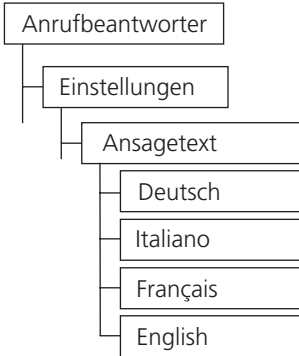 Anrufbeantworter
Einstellungen
Ansagetext
Deutsch
Italiano
Français
English